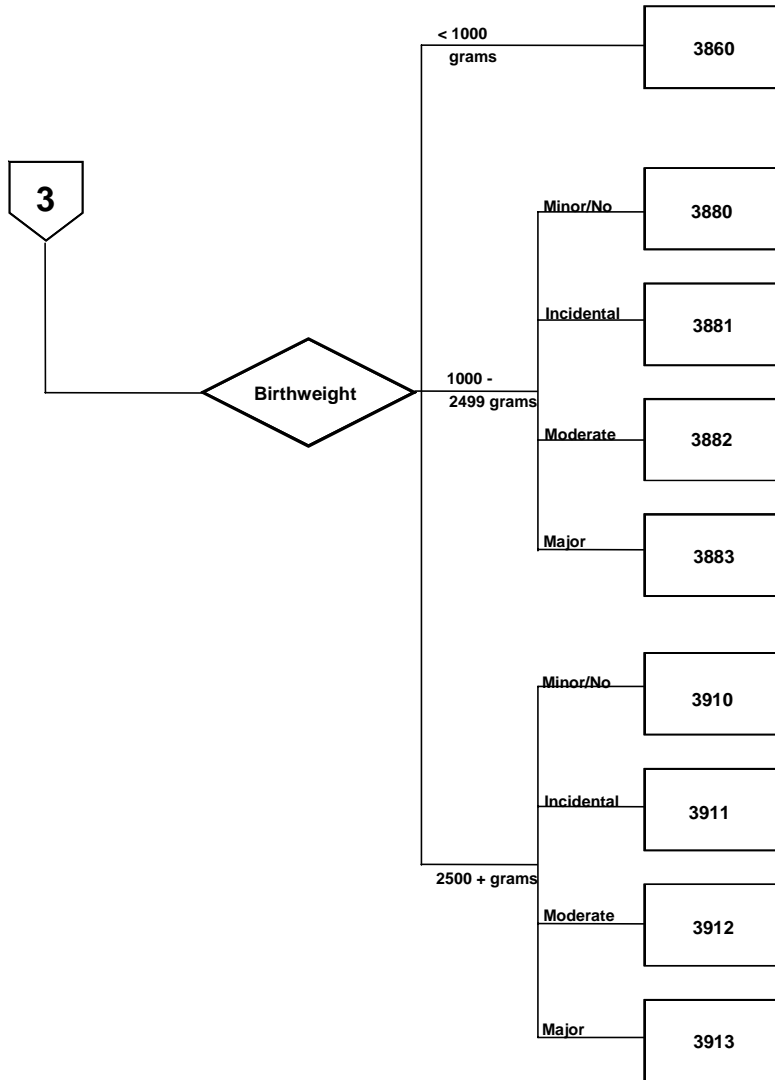 < 1000
grams
3860
3
Minor/No
3880
Incidental
3881
Birthweight
1000 -
2499 grams
Moderate
3882
Major
3883
Minor/No
3910
Incidental
3911
2500 + grams
Moderate
3912
Major
3913